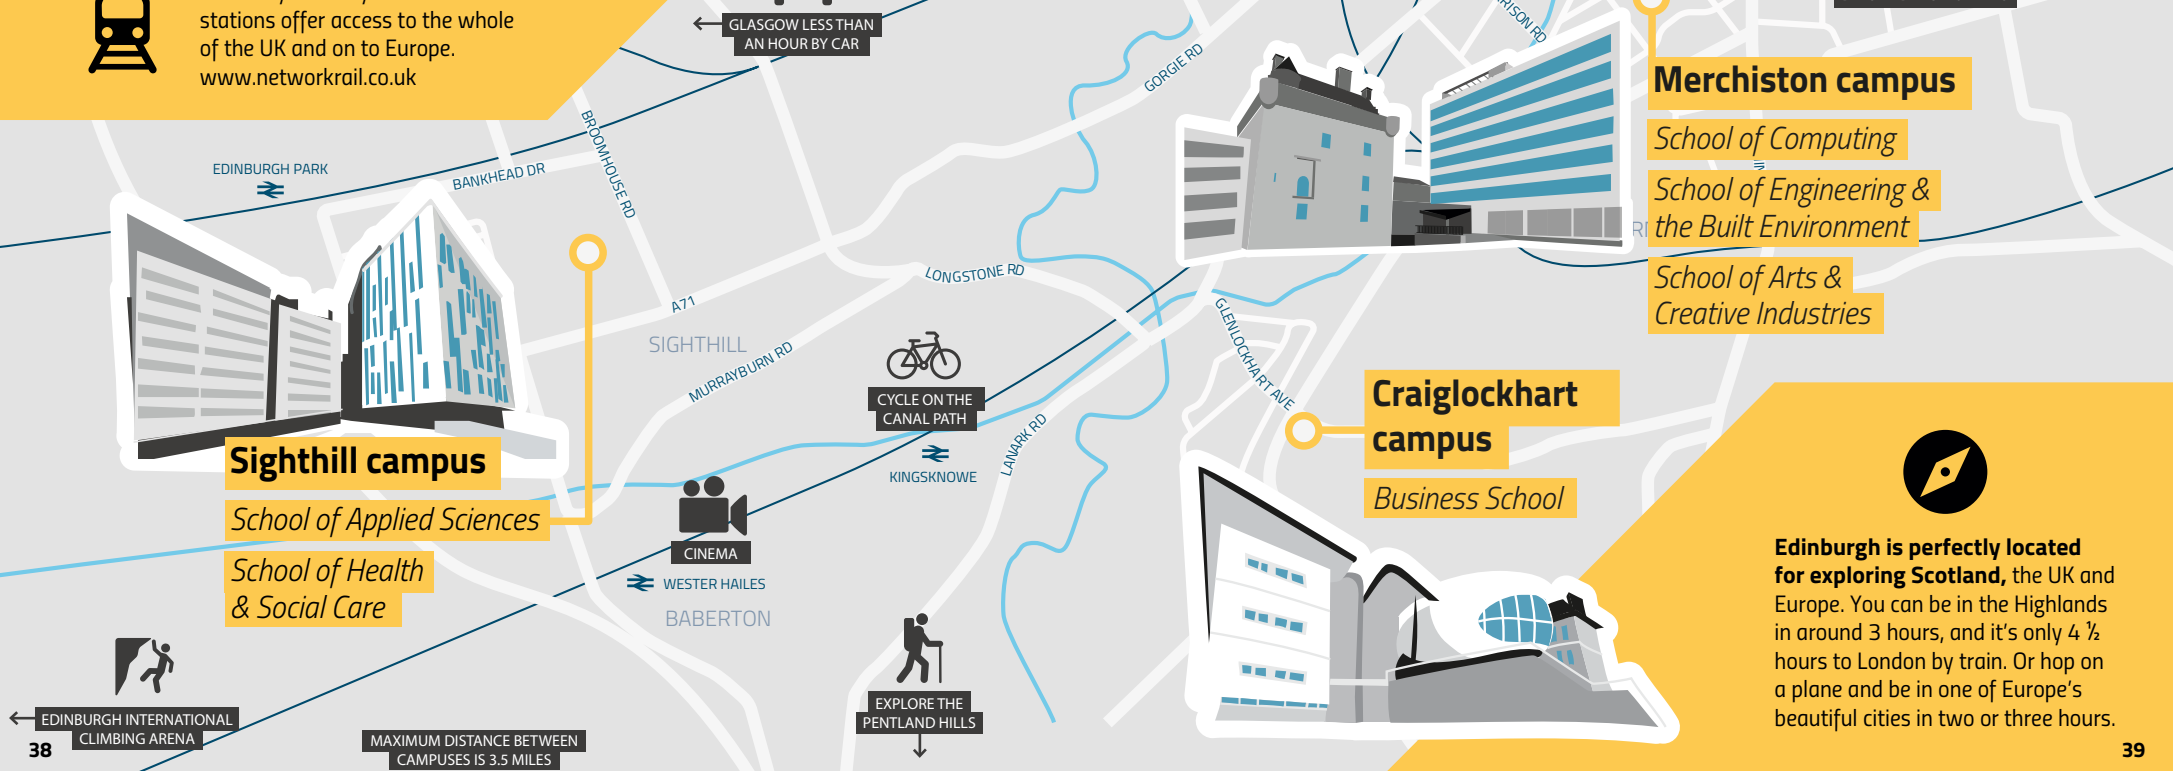 stations offer access to the whole
of the UK and on to Europe.
www.networkrail.co.uk
GLASGOW LESS THAN
AN HOUR BY CAR
GORGIE RD
EDINBURGH PARK
BANKHEAD DR
BROOMHOUSE RD
A71
SIGHTHILL
MURRAYBURN RD
LONGSTONE RD
CYCLE ON THE
CANAL PATH
KINGSKNOWE
LANARK RD
GLENLOCKHART AVE
Sighthill campus
School of Applied Sciences
School of Health
& Social Care
CINEMA
WESTER HAILES
BABERTON
EDINBURGH INTERNATIONAL
CLIMBING ARENA
38
MAXIMUM DISTANCE BETWEEN
CAMPUSES IS 3.5 MILES
EXPLORE THE
PENTLAND HILLS
Merchiston campus
School of Computing
School of Engineering &
the Built Environment
School of Arts &
Creative Industries
Craiglockhart
campus
Business School
Edinburgh is perfectly located
for exploring Scotland, the UK and
Europe. You can be in the Highlands
in around 3 hours, and it's only 4 ½
hours to London by train. Or hop on
a plane and be in one of Europe's
beautiful cities in two or three hours.
39